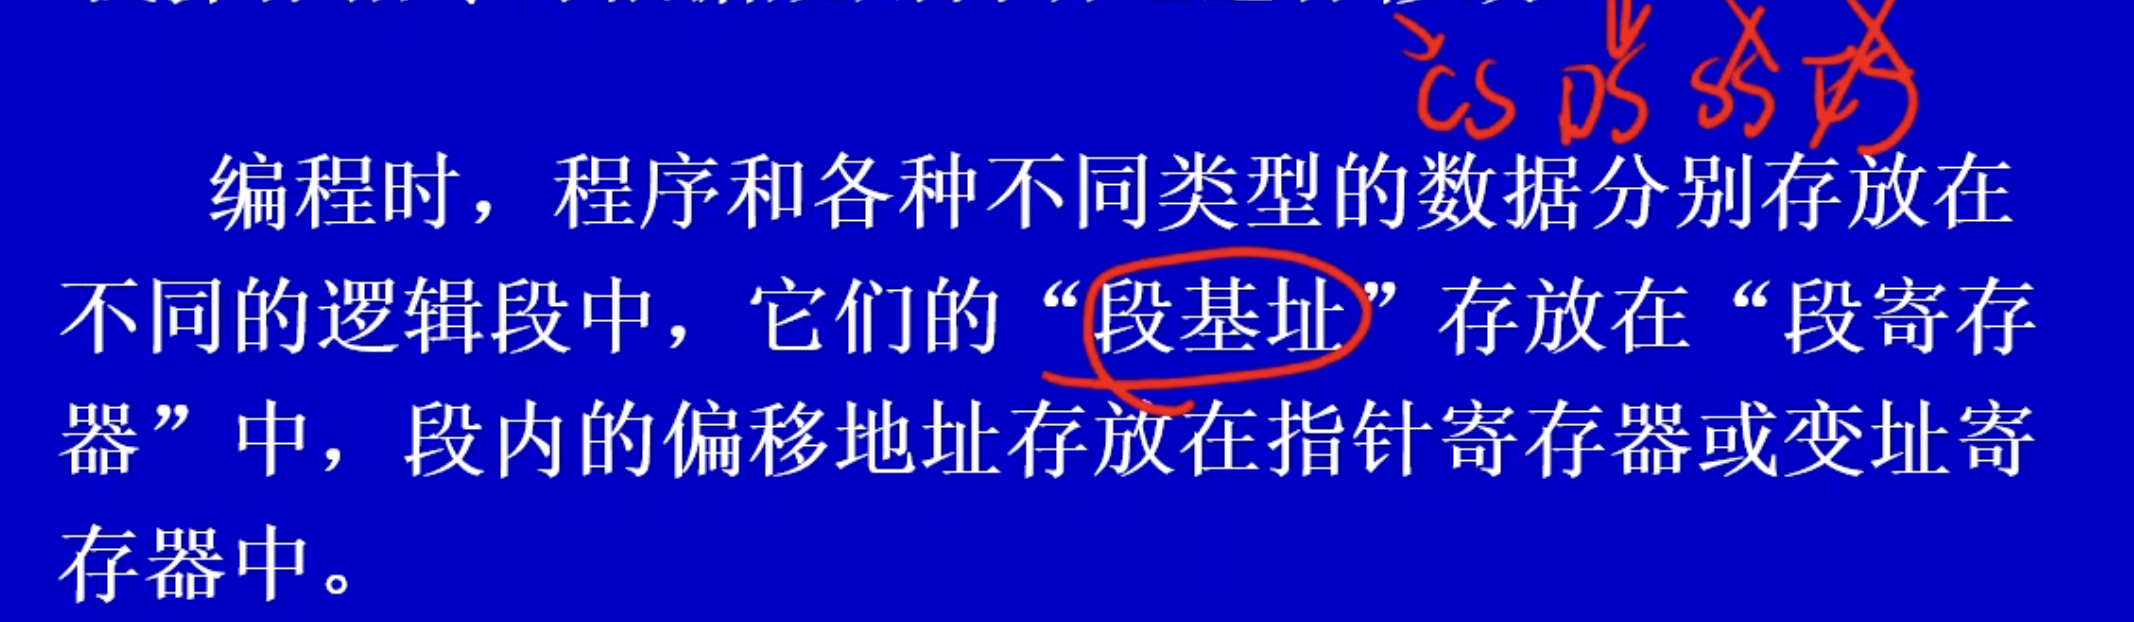 CS DS SS ES
编程时，程序和各种不同类型的数据分别存放在
不同的逻辑段中，它们的“段基址”存放在“段寄存
器”中，段内的偏移地址存放在指针寄存器或变址寄
存器中。